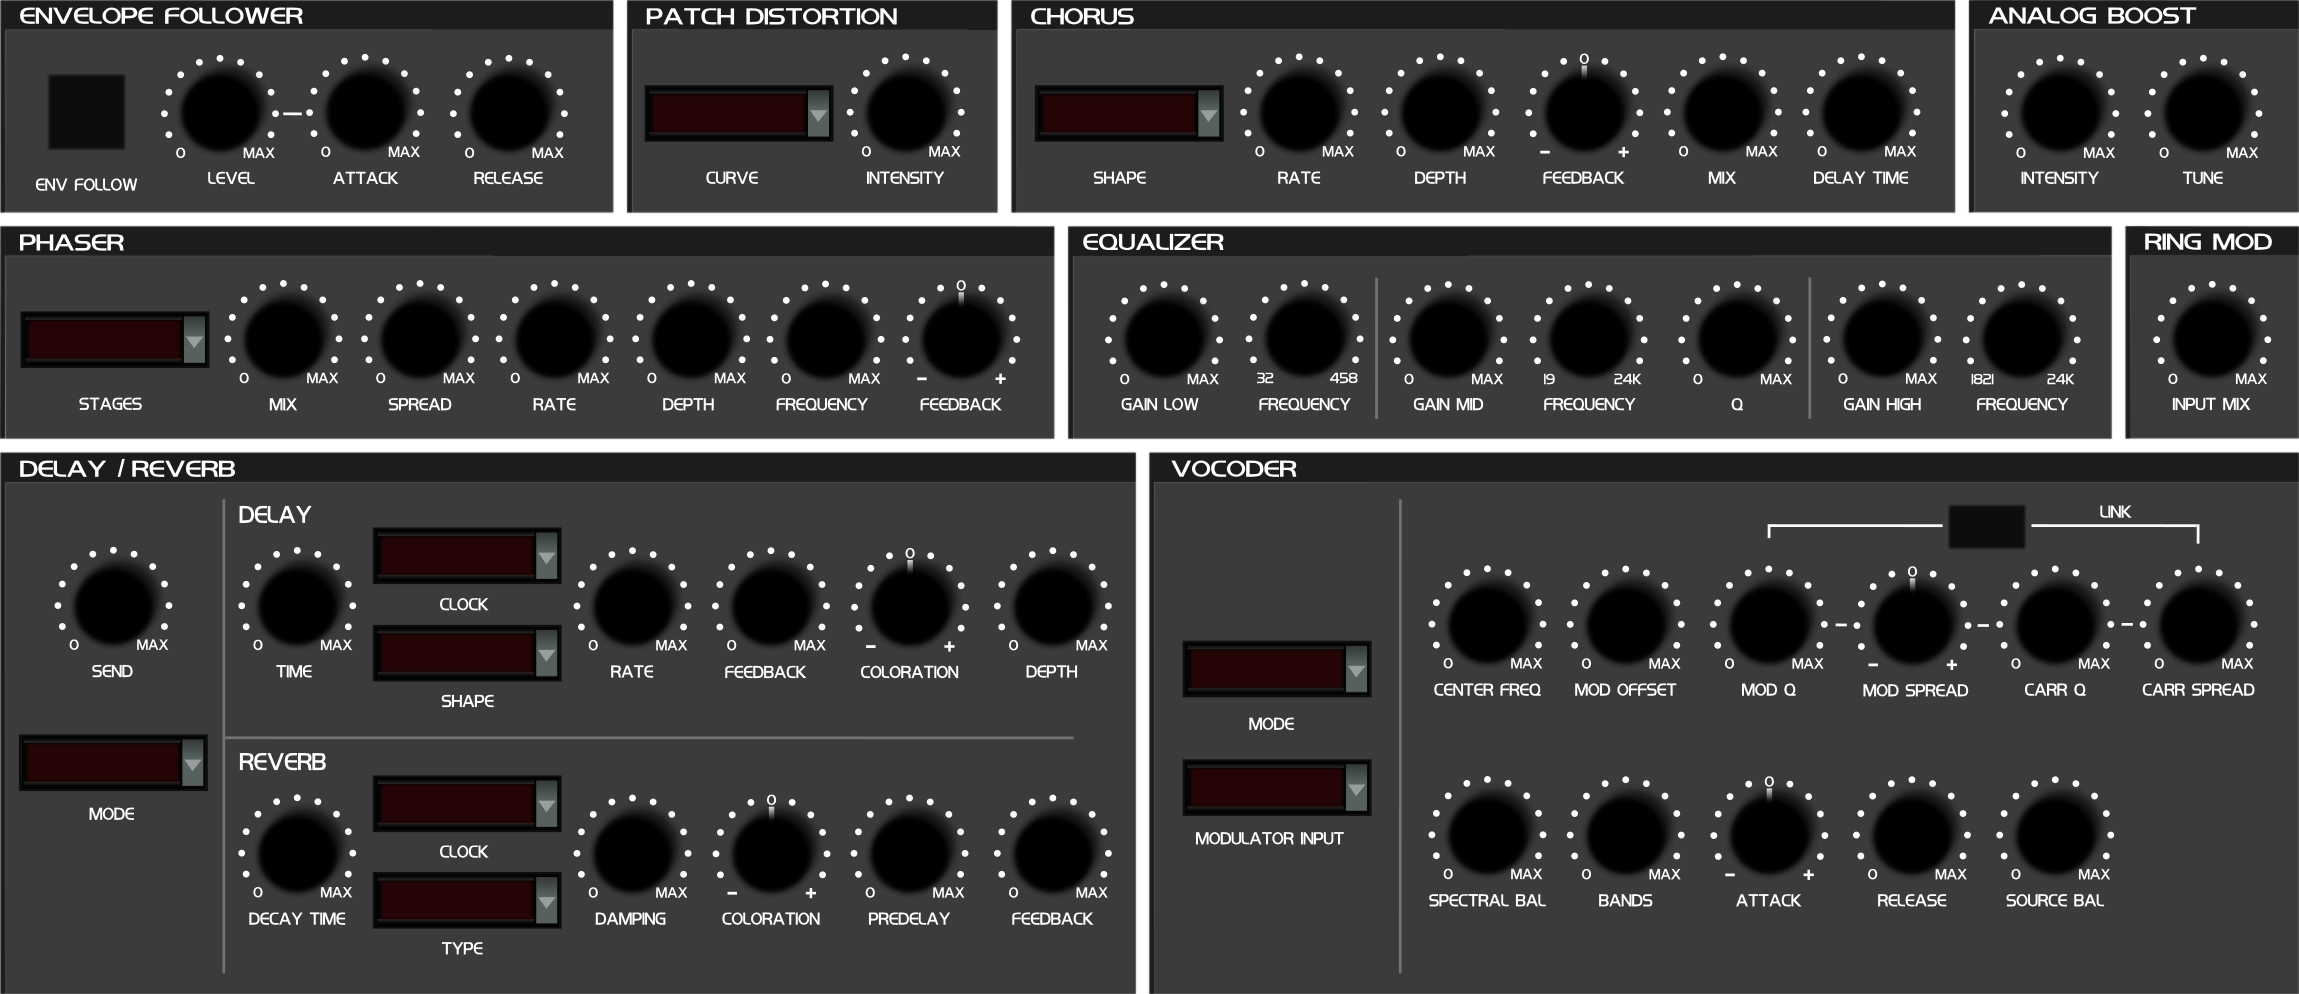 ENVELOPE FOLLOWER
0 MAX 0 MAX 0 MAX
ENV FOLLOW LEVEL ATTACK RELEASE
PATCH DISTORTION
0 MAX
CURVE INTENSITY
CHORUS
0
0 MAX 0 MAX - + 0 MAX 0 MAX
SHAPE RATE DEPTH FEEDBACK MIX DELAY TIME
ANALOG BOOST
0 MAX 0 MAX
INTENSITY TUNE
PHASER
0
0 MAX 0 MAX 0 MAX 0 MAX 0 MAX - +
STAGES MIX SPREAD RATE DEPTH FREQUENCY FEEDBACK
EQUALIZER
0 MAX 32 458 0 MAX 19 24K 0 MAX 0 MAX 1821 24K
GAIN LOW FREQUENCY GAIN MID FREQUENCY Q GAIN HIGH FREQUENCY
RING MOD
0 MAX
INPUT MIX
DELAY / REVERB
0 MAX
SEND
MODE
DELAY
0
0 MAX 0 MAX 0 MAX - + 0 MAX
CLOCK
TIME RATE FEEDBACK COLORATION DEPTH
SHAPE
REVERB
0
0 MAX 0 MAX - + 0 MAX 0 MAX
CLOCK
DECAY TIME DAMPING COLORATION PREDELAY FEEDBACK
TYPE
VOCODER
MODE
MODULATOR INPUT
LINK
0
0 MAX 0 MAX 0 MAX - + 0 MAX 0 MAX
CENTER FREQ MOD OFFSET MOD Q MOD SPREAD CARR Q CARR SPREAD
0
0 MAX 0 MAX - + 0 MAX 0 MAX
SPECTRAL BAL BANDS ATTACK RELEASE SOURCE BAL